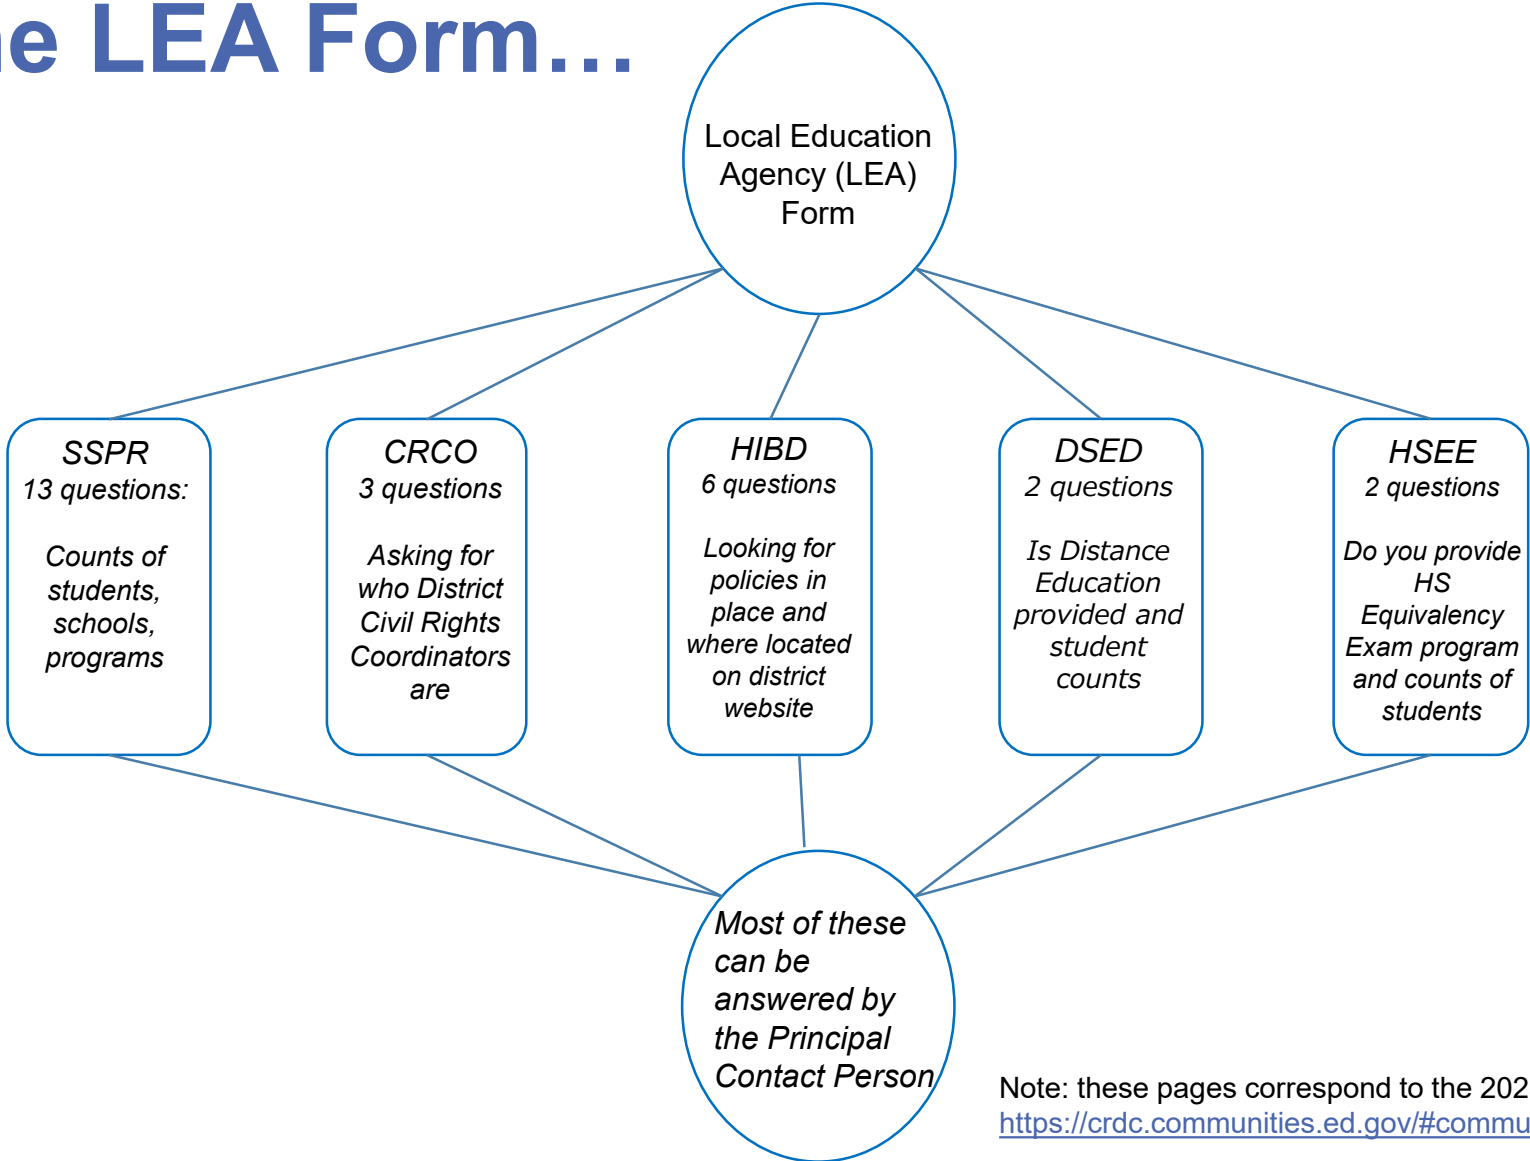 he LEA Form…
Local Education
Agency (LEA)
Form
SSPR
13 questions:
Counts of
students,
schools,
programs
CRCO
3 questions
Asking for
who District
Civil Rights
Coordinators
are
HIBD
6 questions
Looking for
policies in
place and
where located
on district
website
DSED
2 questions
Is Distance
Education
provided and
student
counts
HSEE
2 questions
Do you provide
HS
Equivalency
Exam program
and counts of
students
Most of these
can be
answered by
the Principal
Contact Person
Note: these pages correspond to the 202
https://crdc.communities.ed.gov/#commu